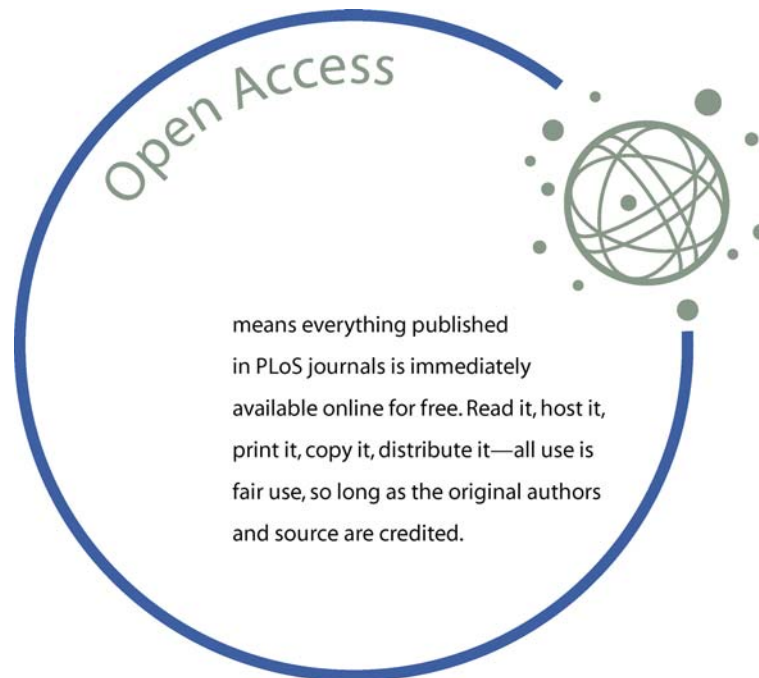 Open Access
means everything published
in PLoS journals is immediately
available online for free. Read it, host it,
print it, copy it, distribute it—all use is
fair use, so long as the original authors
and source are credited.